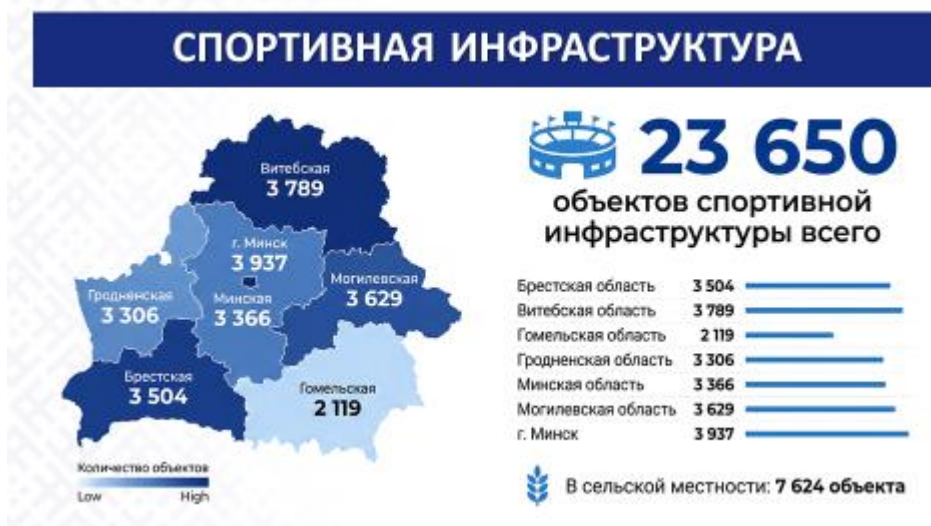 СПОРТИВНАЯ ИНФРАСТРУКТУРА
Витебская
3 789
г. Минск
3 937
Могилевская
3 629
Гродненская
3 306
Минская
3 366
Брестская
3 504
Гомельская
2 119
Количество объектов
Low High
23 650
объектов спортивной
инфраструктуры всего
Брестская область 3 504
Витебская область 3 789
Гомельская область 2 119
Гродненская область 3 306
Минская область 3 366
Могилевская область 3 629
г. Минск 3 937
В сельской местности: 7 624 объекта